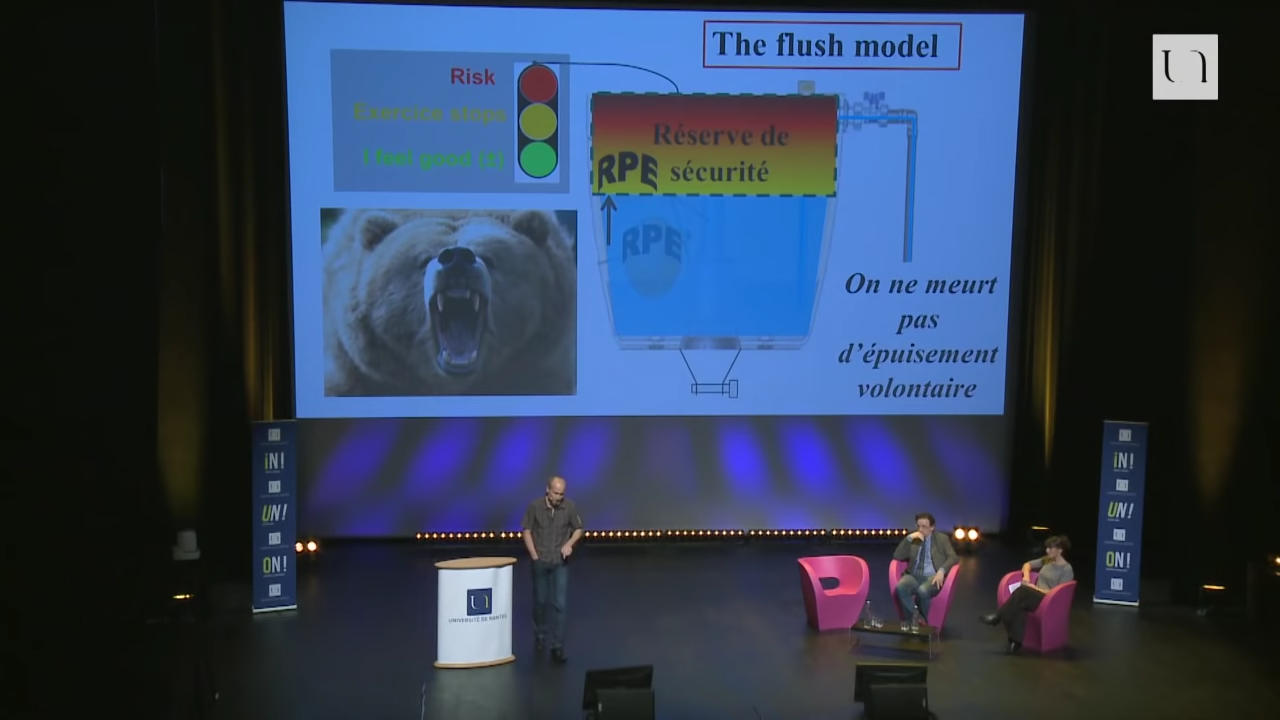 The flush model
Risk
Exercice stops
I feel good (!)
Réserve de
sécurité
RPE
RPE
On ne meurt
pas
d'épuisement
volontaire
iN!
UN!
ON!
iN!
UN!
ON!
UNIVERSITÉ DE NANTES